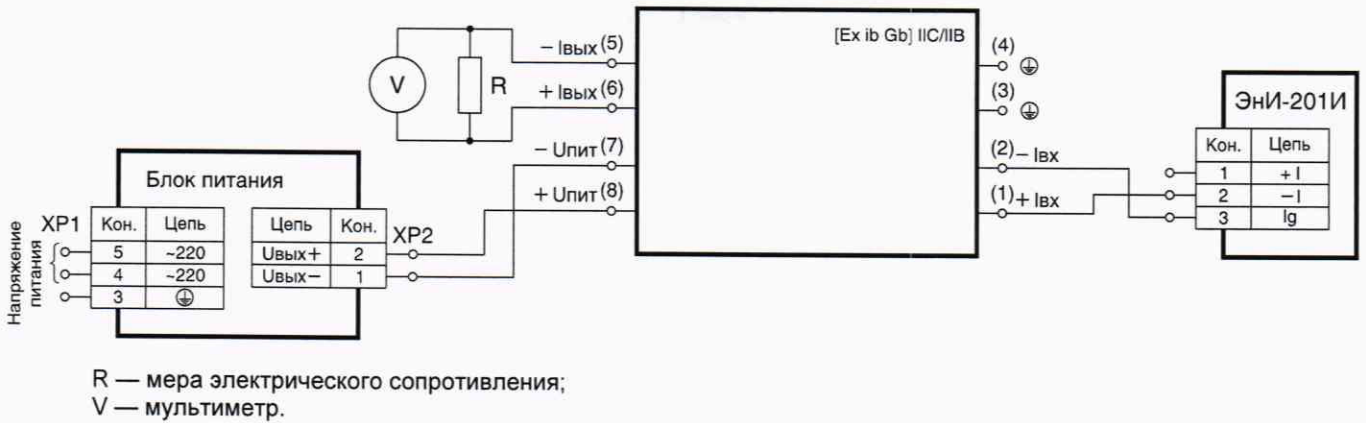 [Ex ib Gb] IIC/IIB
− Iвых (5)
+ Iвых (6)
− Uпит (7)
+ Uпит (8)
V
R
(4)
(3)
(2) − Iвх
(1) + Iвх
ЭнИ-201И
Кон. Цепь
1 + I
2 − I
3 Ig
Блок питания
Напряжение
питания
XP1
Кон. Цепь
5 ~220
4 ~220
3
Цепь Кон.
Uвых+ 2
Uвых− 1
XP2
R — мера электрического сопротивления;
V — мультиметр.